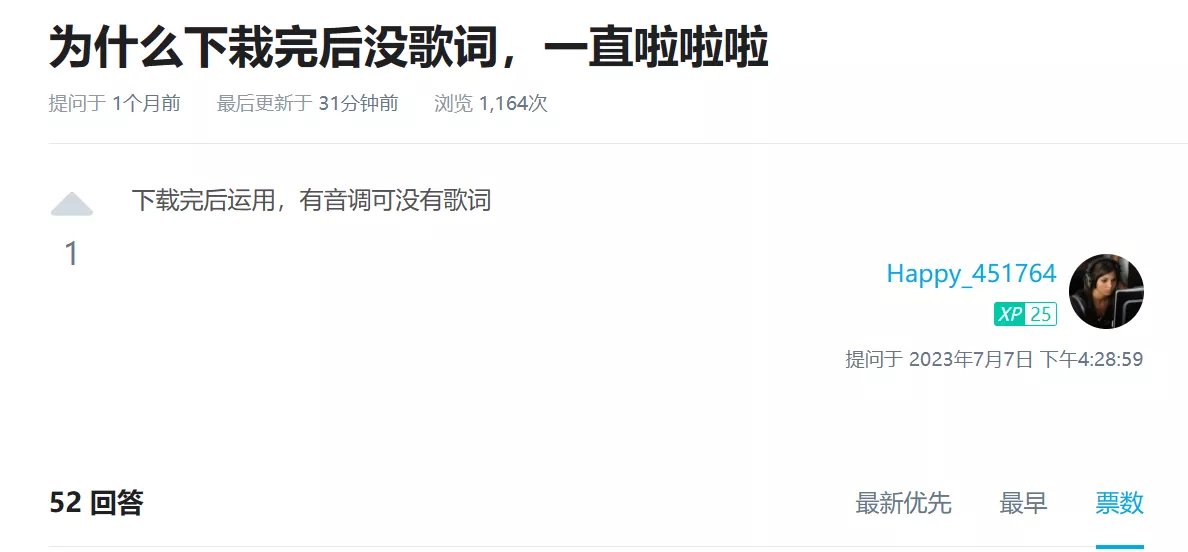 为什么下栽完后没歌词，一直啦啦啦
提问于 1个月前 最后更新于 31分钟前 浏览 1,164次
下载完后运用，有音调可没有歌词
1
Happy_451764
XP 25
提问于 2023年7月7日 下午4:28:59
52 回答 最新优先 最早 票数